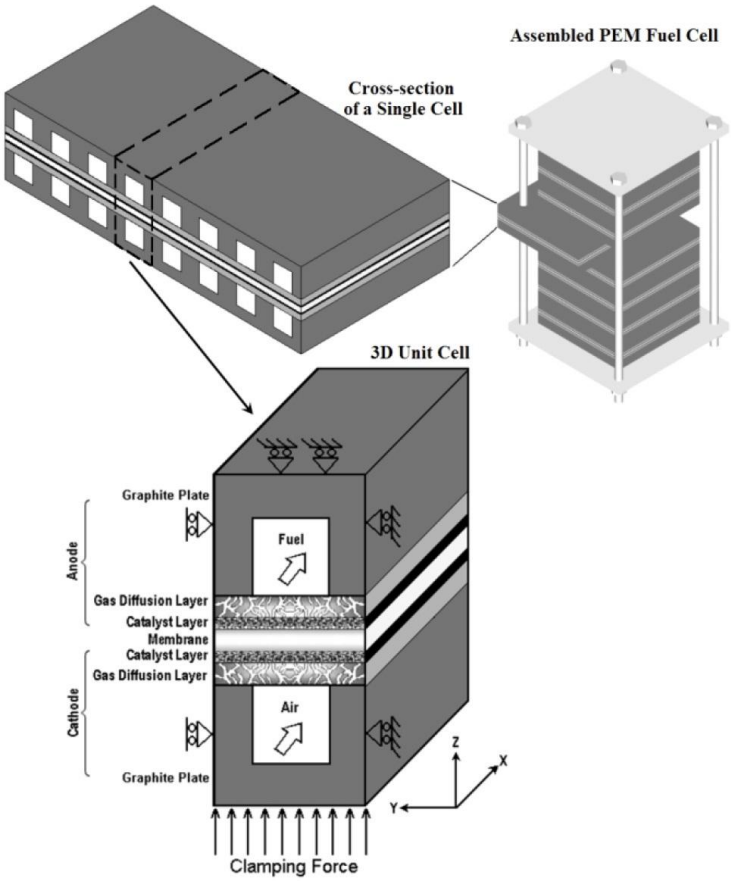 Assembled PEM Fuel Cell
Cross-section
of a Single Cell
3D Unit Cell
Graphite Plate
Anode
Fuel
Gas Diffusion Layer
Catalyst Layer
Membrane
Catalyst Layer
Gas Diffusion Layer
Cathode
Air
Graphite Plate
Z
X
Y
Clamping Force